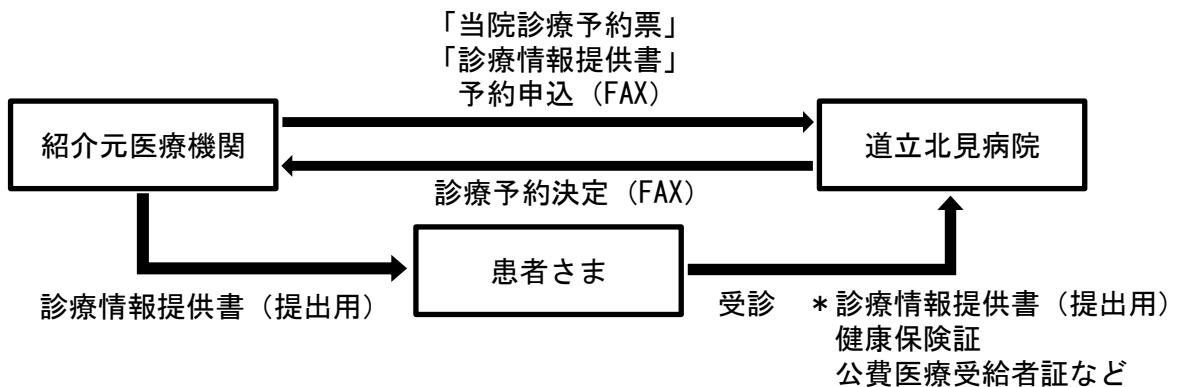 「当院診療予約票」
「診療情報提供書」
予約申込（FAX）
紹介元医療機関
道立北見病院
診療予約決定（FAX）
患者さま
診療情報提供書（提出用）
受診
＊診療情報提供書（提出用）
健康保険証
公費医療受給者証など